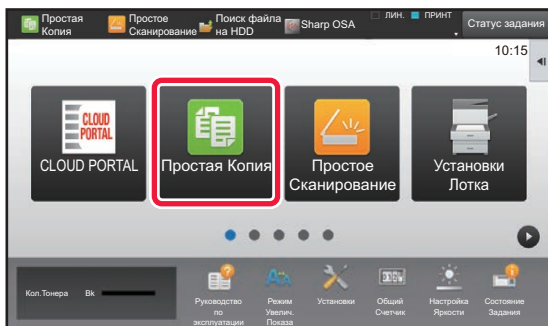 Простая
Копия
Простое
Сканирование
Поиск файла
на HDD
Sharp OSA
ЛИН.
ПРИНТ
Статус задания
10:15
CLOUD
PORTAL
CLOUD PORTAL
Простая Копия
Простое
Сканирование
Установки
Лотка
Кол.Тонера
Bk
Руководство
по
эксплуатации
Режим
Увелич.
Показа
Установки
Общий
Счетчик
Настройка
Яркости
Состояние
Задания